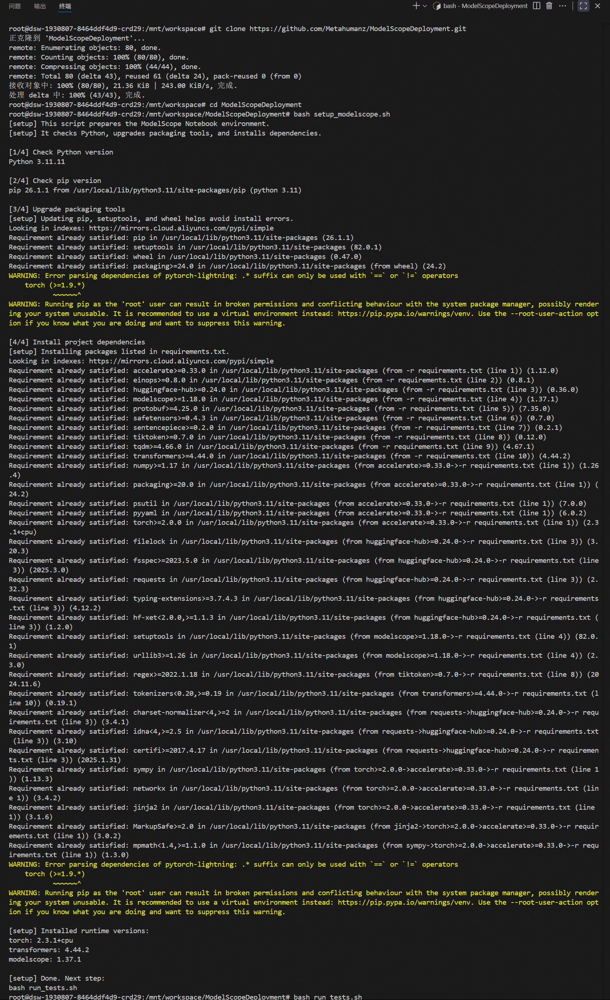 问题 输出 终端 bash - ModelScopeDeployment
root@dsw-1930807-8464ddf4d9-crd29:/mnt/workspace# git clone https://github.com/Metahumanz/ModelScopeDeployment.git
正克隆到 'ModelScopeDeployment'...
remote: Enumerating objects: 80, done.
remote: Counting objects: 100% (80/80), done.
remote: Compressing objects: 100% (44/44), done.
remote: Total 80 (delta 43), reused 61 (delta 24), pack-reused 0 (from 0)
接收对象中: 100% (80/80), 21.36 KiB | 243.00 KiB/s, 完成.
处理 delta 中: 100% (43/43), 完成.
root@dsw-1930807-8464ddf4d9-crd29:/mnt/workspace# cd ModelScopeDeployment
root@dsw-1930807-8464ddf4d9-crd29:/mnt/workspace/ModelScopeDeployment# bash setup_modelscope.sh
[setup] This script prepares the ModelScope Notebook environment.
[setup] It checks Python, upgrades packaging tools, and installs dependencies.

[1/4] Check Python version
Python 3.11.11

[2/4] Check pip version
pip 26.1.1 from /usr/local/lib/python3.11/site-packages/pip (python 3.11)

[3/4] Upgrade packaging tools
[setup] Updating pip, setuptools, and wheel helps avoid install errors.
Looking in indexes: https://mirrors.cloud.aliyuncs.com/pypi/simple
Requirement already satisfied: pip in /usr/local/lib/python3.11/site-packages (26.1.1)
Requirement already satisfied: setuptools in /usr/local/lib/python3.11/site-packages (82.0.1)
Requirement already satisfied: wheel in /usr/local/lib/python3.11/site-packages (0.47.0)
Requirement already satisfied: packaging>=24.0 in /usr/local/lib/python3.11/site-packages (from wheel) (24.2)
WARNING: Error parsing dependencies of pytorch-lightning: .* suffix can only be used with `==` or `!=` operators
    torch (>=1.9.*)
           ~~~~~~^
WARNING: Running pip as the 'root' user can result in broken permissions and conflicting behaviour with the system package manager, possibly render
ing your system unusable. It is recommended to use a virtual environment instead: https://pip.pypa.io/warnings/venv. Use the --root-user-action opt
ion if you know what you are doing and want to suppress this warning.

[4/4] Install project dependencies
[setup] Installing packages listed in requirements.txt.
Looking in indexes: https://mirrors.cloud.aliyuncs.com/pypi/simple
Requirement already satisfied: accelerate>=0.33.0 in /usr/local/lib/python3.11/site-packages (from -r requirements.txt (line 1)) (1.12.0)
Requirement already satisfied: einops>=0.8.0 in /usr/local/lib/python3.11/site-packages (from -r requirements.txt (line 2)) (0.8.1)
Requirement already satisfied: huggingface-hub>=0.24.0 in /usr/local/lib/python3.11/site-packages (from -r requirements.txt (line 3)) (0.36.0)
Requirement already satisfied: modelscope>=1.18.0 in /usr/local/lib/python3.11/site-packages (from -r requirements.txt (line 4)) (1.37.1)
Requirement already satisfied: protobuf>=4.25.0 in /usr/local/lib/python3.11/site-packages (from -r requirements.txt (line 5)) (7.35.0)
Requirement already satisfied: safetensors>=0.4.3 in /usr/local/lib/python3.11/site-packages (from -r requirements.txt (line 6)) (0.7.0)
Requirement already satisfied: sentencepiece>=0.2.0 in /usr/local/lib/python3.11/site-packages (from -r requirements.txt (line 7)) (0.2.1)
Requirement already satisfied: tiktoken>=0.7.0 in /usr/local/lib/python3.11/site-packages (from -r requirements.txt (line 8)) (0.12.0)
Requirement already satisfied: tqdm>=4.66.0 in /usr/local/lib/python3.11/site-packages (from -r requirements.txt (line 9)) (4.67.1)
Requirement already satisfied: transformers>=4.44.0 in /usr/local/lib/python3.11/site-packages (from -r requirements.txt (line 10)) (4.44.2)
Requirement already satisfied: numpy>=1.17 in /usr/local/lib/python3.11/site-packages (from accelerate>=0.33.0->-r requirements.txt (line 1)) (1.26
.4)
Requirement already satisfied: packaging>=20.0 in /usr/local/lib/python3.11/site-packages (from accelerate>=0.33.0->-r requirements.txt (line 1)) (
24.2)
Requirement already satisfied: psutil in /usr/local/lib/python3.11/site-packages (from accelerate>=0.33.0->-r requirements.txt (line 1)) (7.0.0)
Requirement already satisfied: pyyaml in /usr/local/lib/python3.11/site-packages (from accelerate>=0.33.0->-r requirements.txt (line 1)) (6.0.2)
Requirement already satisfied: torch>=2.0.0 in /usr/local/lib/python3.11/site-packages (from accelerate>=0.33.0->-r requirements.txt (line 1)) (2.3
.1+cpu)
Requirement already satisfied: filelock in /usr/local/lib/python3.11/site-packages (from huggingface-hub>=0.24.0->-r requirements.txt (line 3)) (3.
20.3)
Requirement already satisfied: fsspec>=2023.5.0 in /usr/local/lib/python3.11/site-packages (from huggingface-hub>=0.24.0->-r requirements.txt (line
 3)) (2025.3.0)
Requirement already satisfied: requests in /usr/local/lib/python3.11/site-packages (from huggingface-hub>=0.24.0->-r requirements.txt (line 3)) (2.
32.3)
Requirement already satisfied: typing-extensions>=3.7.4.3 in /usr/local/lib/python3.11/site-packages (from huggingface-hub>=0.24.0->-r requirements
.txt (line 3)) (4.12.2)
Requirement already satisfied: hf-xet<2.0.0,>=1.1.3 in /usr/local/lib/python3.11/site-packages (from huggingface-hub>=0.24.0->-r requirements.txt (
line 3)) (1.2.0)
Requirement already satisfied: setuptools in /usr/local/lib/python3.11/site-packages (from modelscope>=1.18.0->-r requirements.txt (line 4)) (82.0.
1)
Requirement already satisfied: urllib3>=1.26 in /usr/local/lib/python3.11/site-packages (from modelscope>=1.18.0->-r requirements.txt (line 4)) (2.
3.0)
Requirement already satisfied: regex>=2022.1.18 in /usr/local/lib/python3.11/site-packages (from tiktoken>=0.7.0->-r requirements.txt (line 8)) (20
24.11.6)
Requirement already satisfied: tokenizers<0.20,>=0.19 in /usr/local/lib/python3.11/site-packages (from transformers>=4.44.0->-r requirements.txt (l
ine 10)) (0.19.1)
Requirement already satisfied: charset-normalizer<4,>=2 in /usr/local/lib/python3.11/site-packages (from requests->huggingface-hub>=0.24.0->-r requ
irements.txt (line 3)) (3.4.1)
Requirement already satisfied: idna<4,>=2.5 in /usr/local/lib/python3.11/site-packages (from requests->huggingface-hub>=0.24.0->-r requirements.txt
 (line 3)) (3.10)
Requirement already satisfied: certifi>=2017.4.17 in /usr/local/lib/python3.11/site-packages (from requests->huggingface-hub>=0.24.0->-r requiremen
ts.txt (line 3)) (2025.1.31)
Requirement already satisfied: sympy in /usr/local/lib/python3.11/site-packages (from torch>=2.0.0->accelerate>=0.33.0->-r requirements.txt (line 1
)) (1.13.3)
Requirement already satisfied: networkx in /usr/local/lib/python3.11/site-packages (from torch>=2.0.0->accelerate>=0.33.0->-r requirements.txt (lin
e 1)) (3.4.2)
Requirement already satisfied: jinja2 in /usr/local/lib/python3.11/site-packages (from torch>=2.0.0->accelerate>=0.33.0->-r requirements.txt (line
1)) (3.1.6)
Requirement already satisfied: MarkupSafe>=2.0 in /usr/local/lib/python3.11/site-packages (from jinja2->torch>=2.0.0->accelerate>=0.33.0->-r requir
ements.txt (line 1)) (3.0.2)
Requirement already satisfied: mpmath<1.4,>=1.1.0 in /usr/local/lib/python3.11/site-packages (from sympy->torch>=2.0.0->accelerate>=0.33.0->-r requ
irements.txt (line 1)) (1.3.0)
WARNING: Error parsing dependencies of pytorch-lightning: .* suffix can only be used with `==` or `!=` operators
    torch (>=1.9.*)
           ~~~~~~^
WARNING: Running pip as the 'root' user can result in broken permissions and conflicting behaviour with the system package manager, possibly render
ing your system unusable. It is recommended to use a virtual environment instead: https://pip.pypa.io/warnings/venv. Use the --root-user-action opt
ion if you know what you are doing and want to suppress this warning.

[setup] Installed runtime versions:
torch: 2.3.1+cpu
transformers: 4.44.2
modelscope: 1.37.1

[setup] Done. Next step:
bash run_tests.sh
root@dsw-1930807-8464ddf4d9-crd29:/mnt/workspace/ModelScopeDeployment# bash run_tests.sh